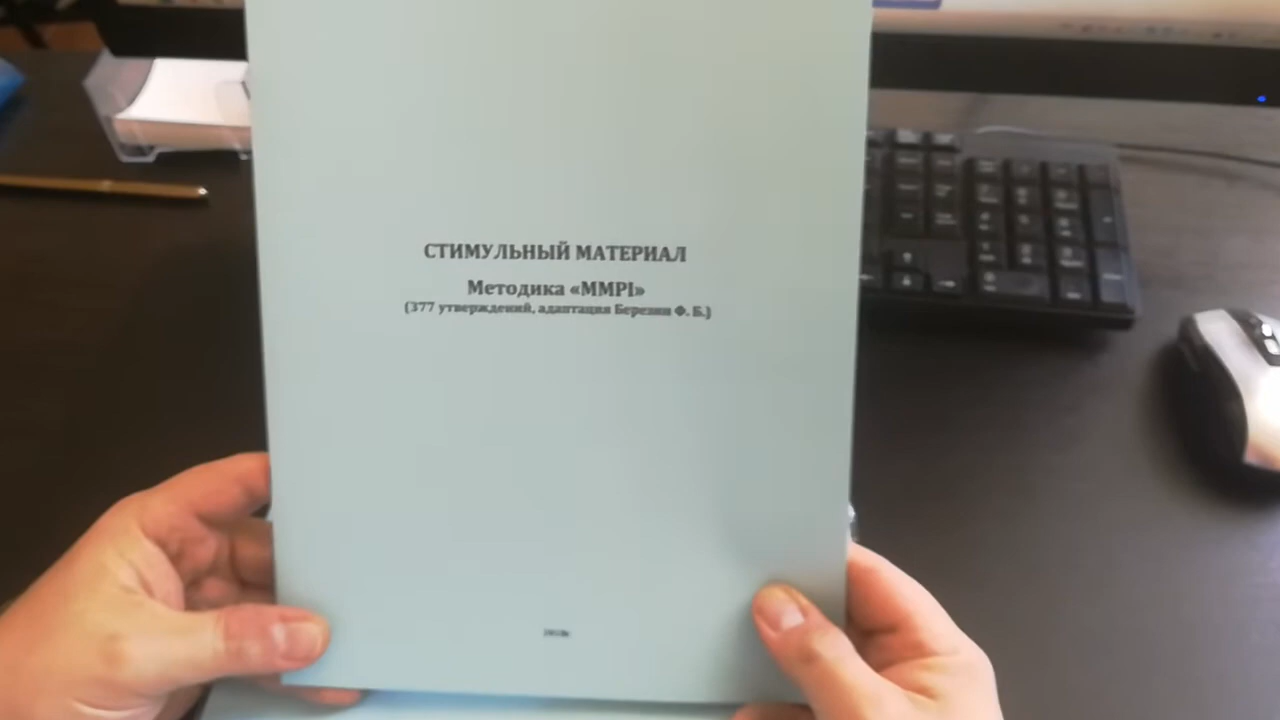 СТИМУЛЬНЫЙ МАТЕРИАЛ
Методика «MMPI»
(377 утверждений, адаптация Березин Ф. Б.)